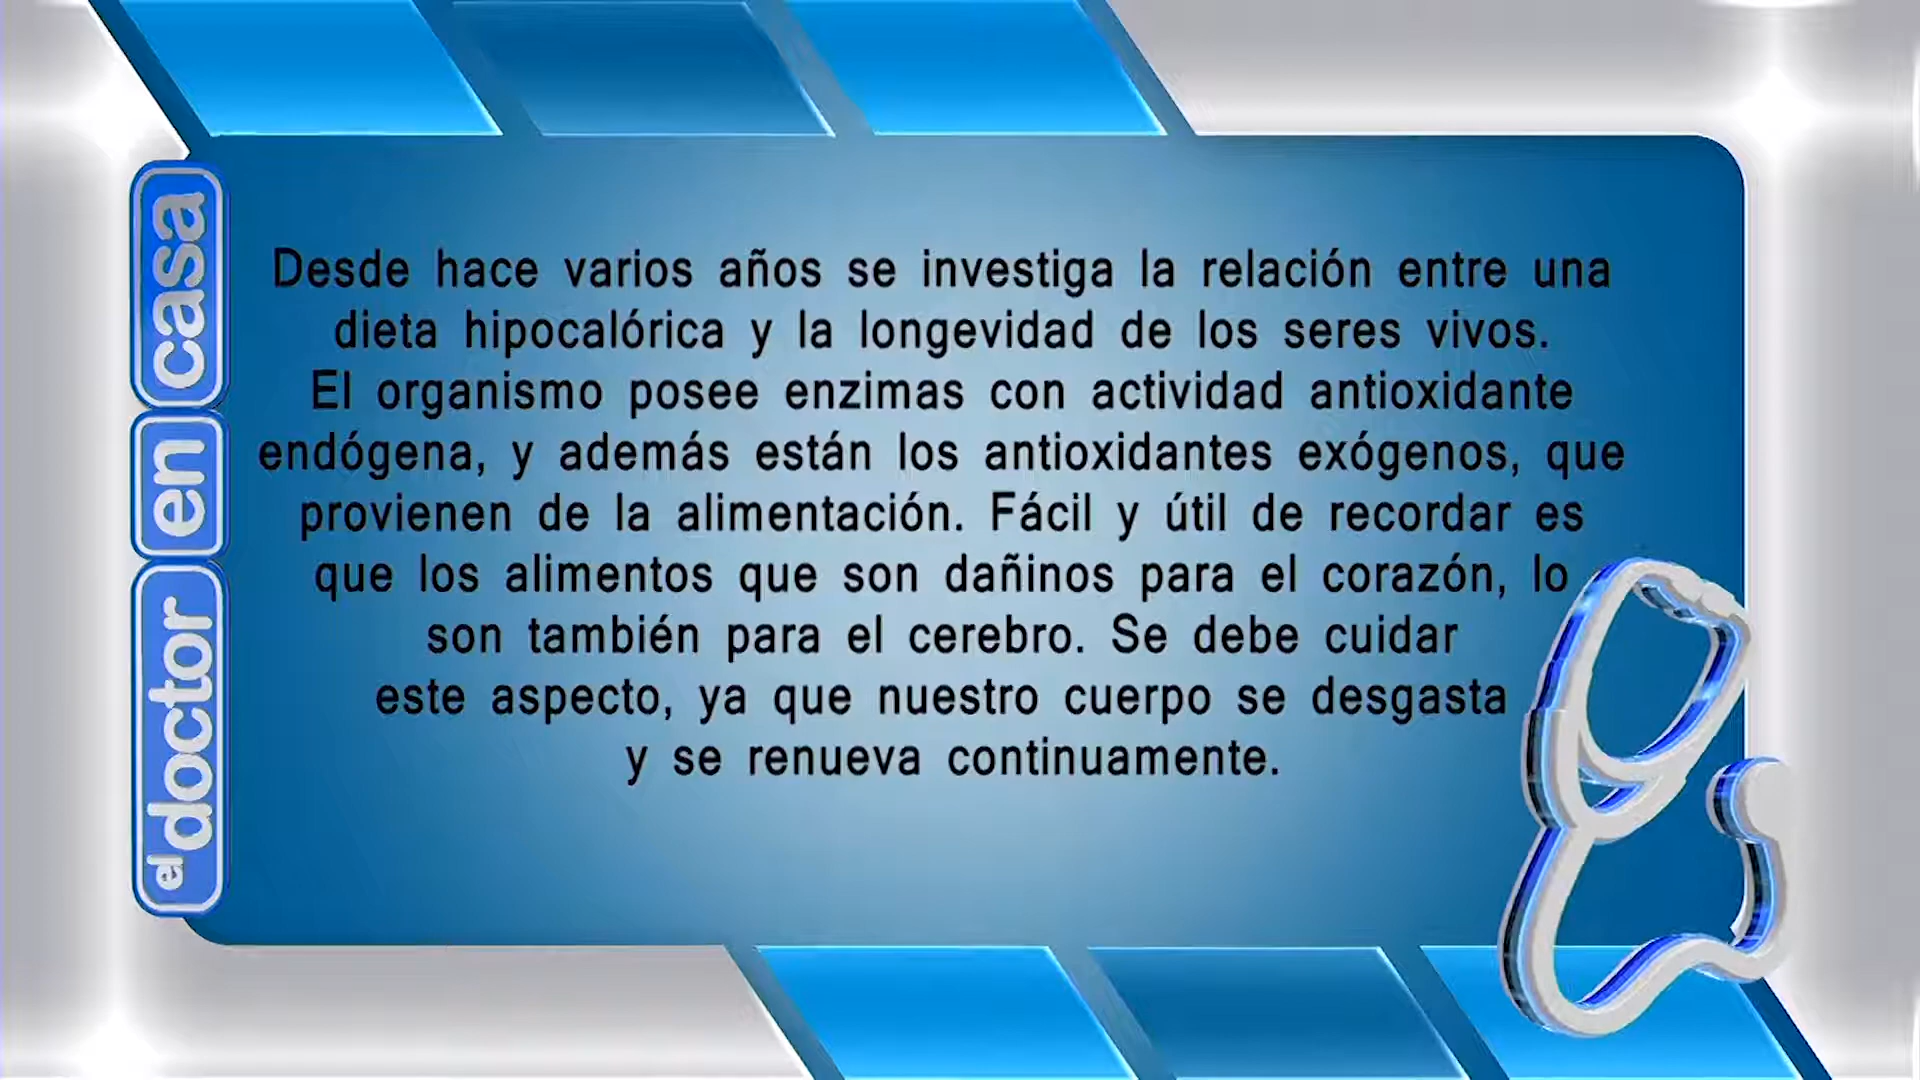 el doctor en casa
Desde hace varios años se investiga la relación entre una
dieta hipocalórica y la longevidad de los seres vivos.
El organismo posee enzimas con actividad antioxidante
endógena, y además están los antioxidantes exógenos, que
provienen de la alimentación. Fácil y útil de recordar es
que los alimentos que son dañinos para el corazón, lo
son también para el cerebro. Se debe cuidar
este aspecto, ya que nuestro cuerpo se desgasta
y se renueva continuamente.